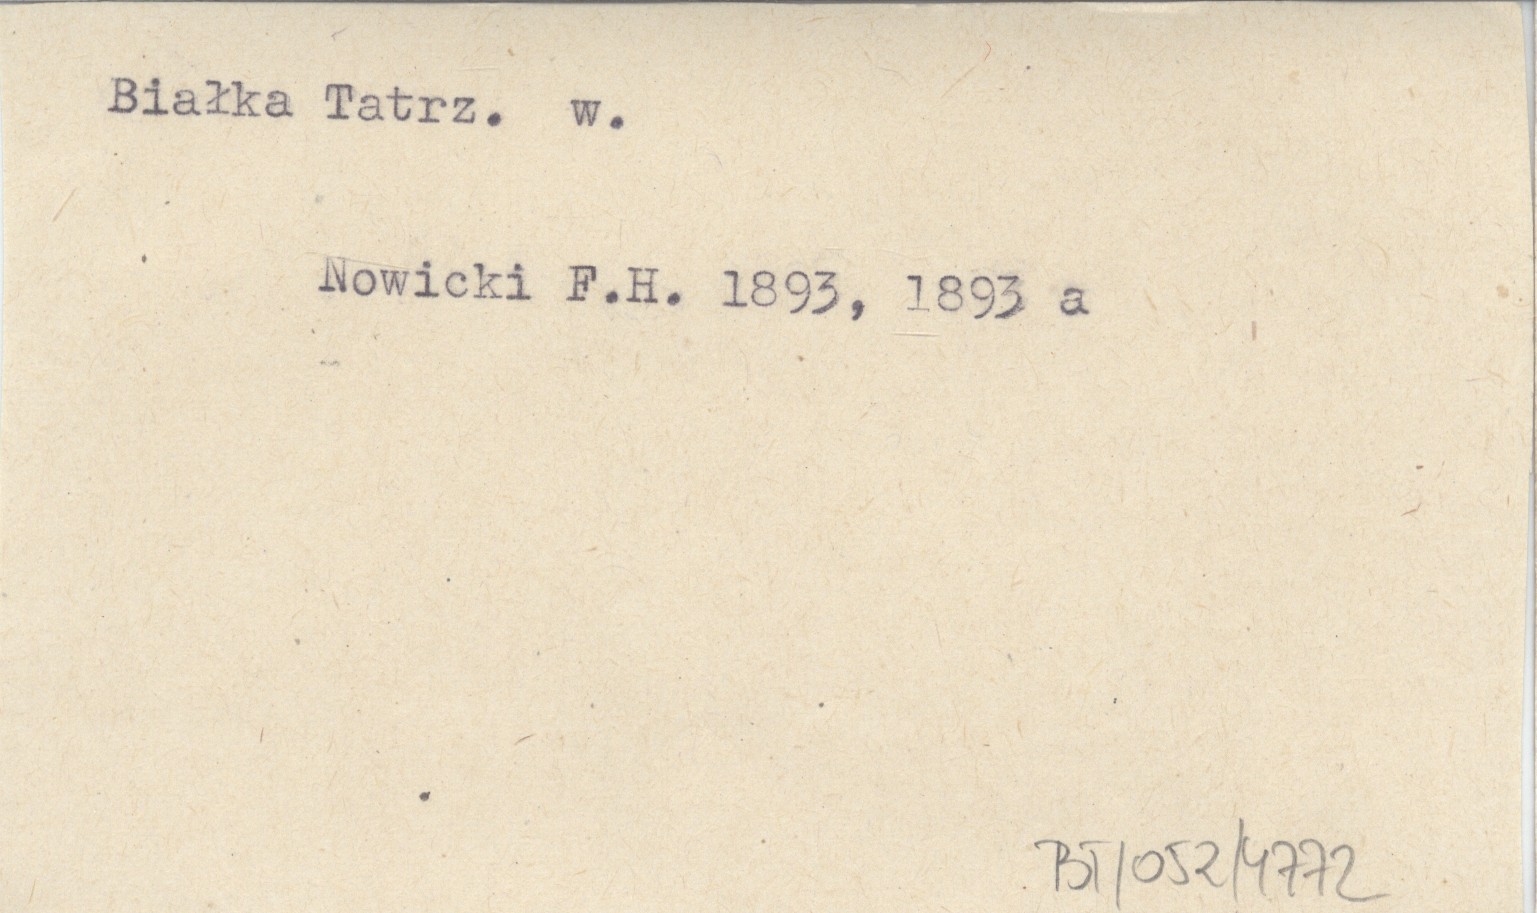 Białka Tatrz. w.
Nowicki F.H. 1893, 1893 a
BT/052/4772